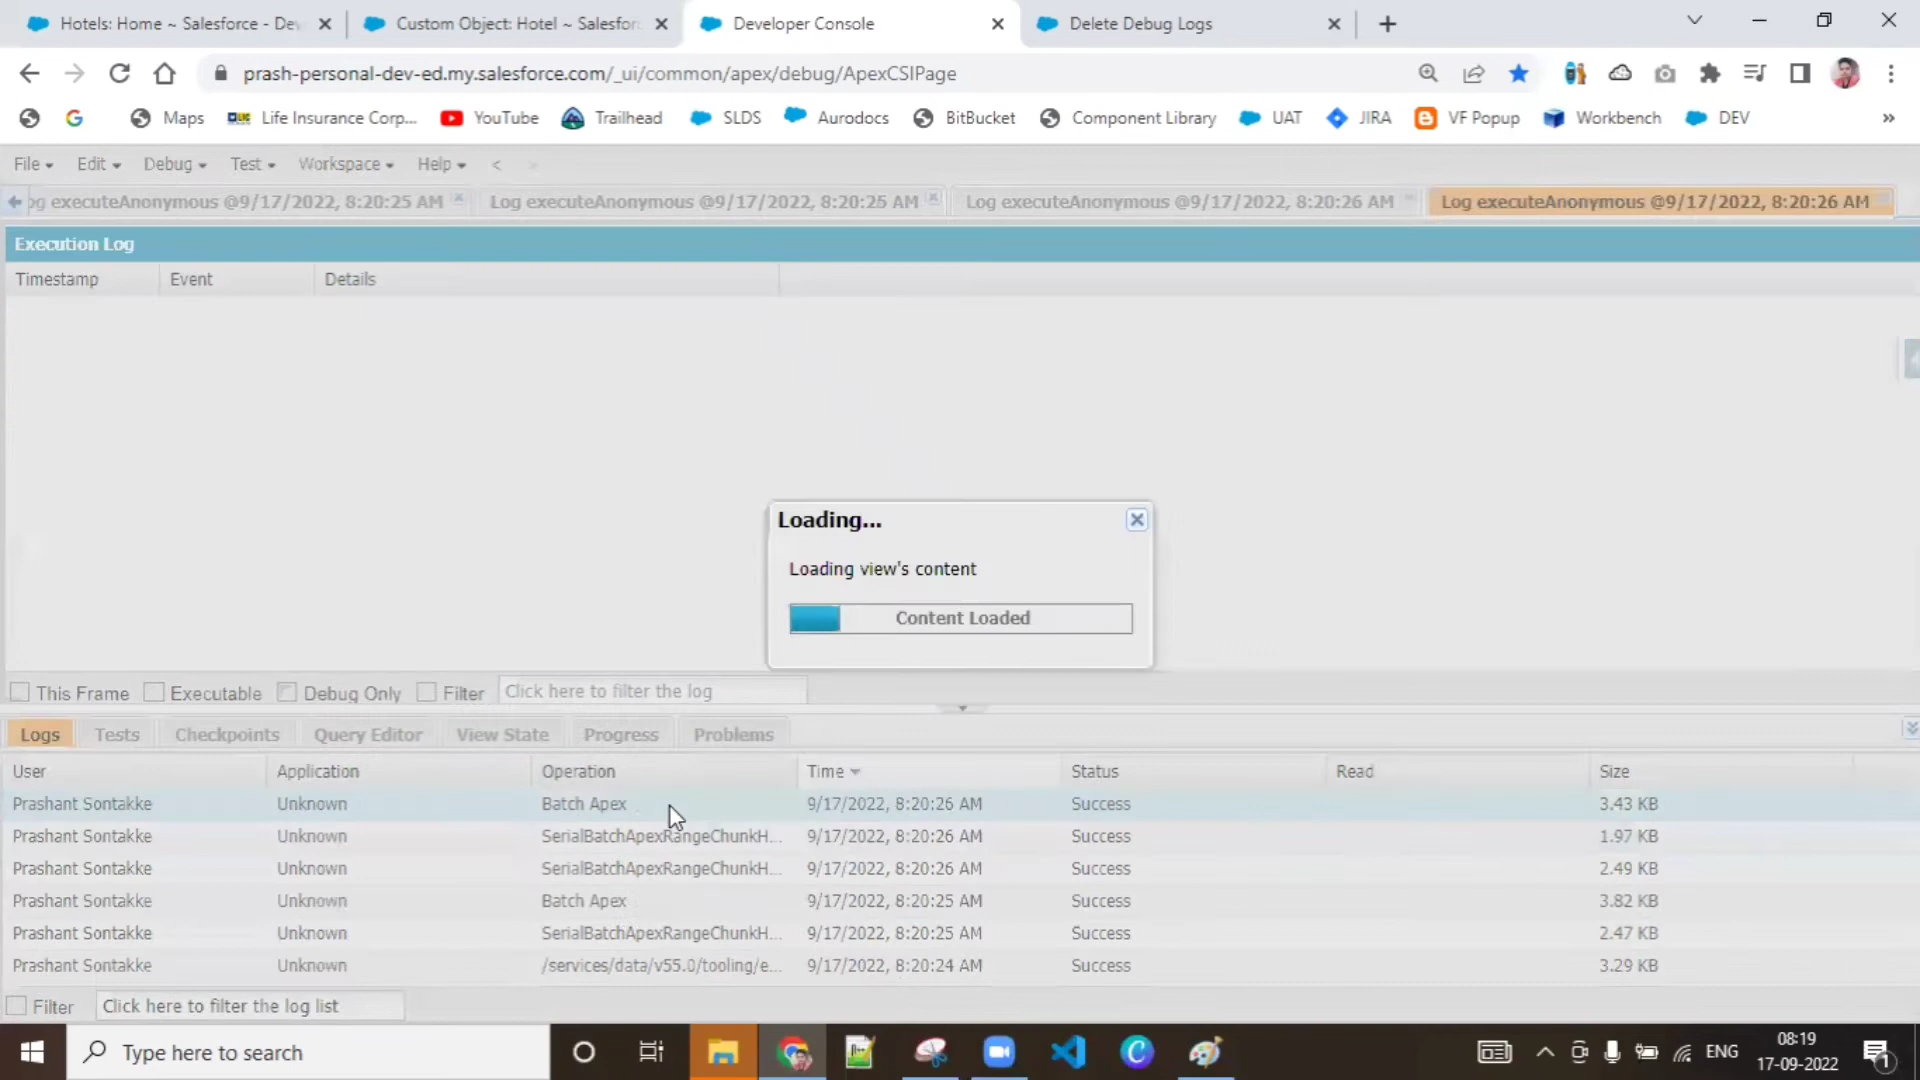 Hotels: Home ~ Salesforce - Dev
Custom Object: Hotel ~ Salesfor
Developer Console
Delete Debug Logs
prash-personal-dev-ed.my.salesforce.com/_ui/common/apex/debug/ApexCSIPage
Maps
Life Insurance Corp...
YouTube
Trailhead
SLDS
Aurodocs
BitBucket
Component Library
UAT
JIRA
VF Popup
Workbench
DEV
»
File Edit Debug Test Workspace Help < >
og executeAnonymous @9/17/2022, 8:20:25 AM
Log executeAnonymous @9/17/2022, 8:20:25 AM
Log executeAnonymous @9/17/2022, 8:20:26 AM
Log executeAnonymous @9/17/2022, 8:20:26 AM
Execution Log
Timestamp Event Details
Loading...
Loading view's content
Content Loaded
This Frame Executable Debug Only Filter Click here to filter the log
Logs Tests Checkpoints Query Editor View State Progress Problems
User Application Operation Time Status Read Size
Prashant Sontakke Unknown Batch Apex 9/17/2022, 8:20:26 AM Success 3.43 KB
Prashant Sontakke Unknown SerialBatchApexRangeChunkH... 9/17/2022, 8:20:26 AM Success 1.97 KB
Prashant Sontakke Unknown SerialBatchApexRangeChunkH... 9/17/2022, 8:20:26 AM Success 2.49 KB
Prashant Sontakke Unknown Batch Apex 9/17/2022, 8:20:25 AM Success 3.82 KB
Prashant Sontakke Unknown SerialBatchApexRangeChunkH... 9/17/2022, 8:20:25 AM Success 2.47 KB
Prashant Sontakke Unknown /services/data/v55.0/tooling/e... 9/17/2022, 8:20:24 AM Success 3.29 KB
Filter Click here to filter the log list
Type here to search
ENG
08:19
17-09-2022
1